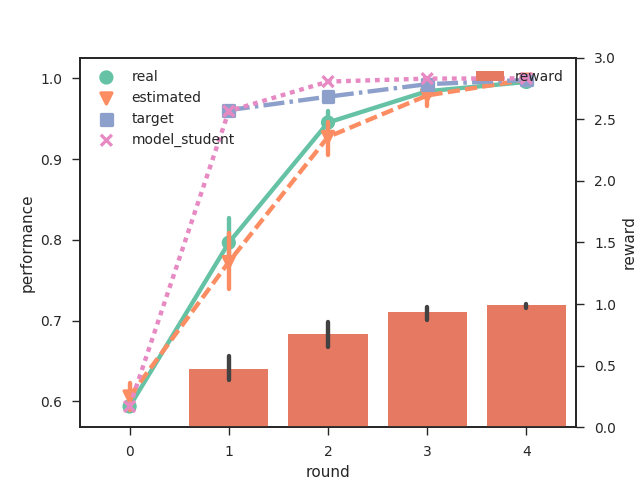 real
estimated
target
model_student
reward
1.0
0.9
0.8
0.7
0.6
performance
3.0
2.5
2.0
1.5
1.0
0.5
0.0
reward
0 1 2 3 4
round